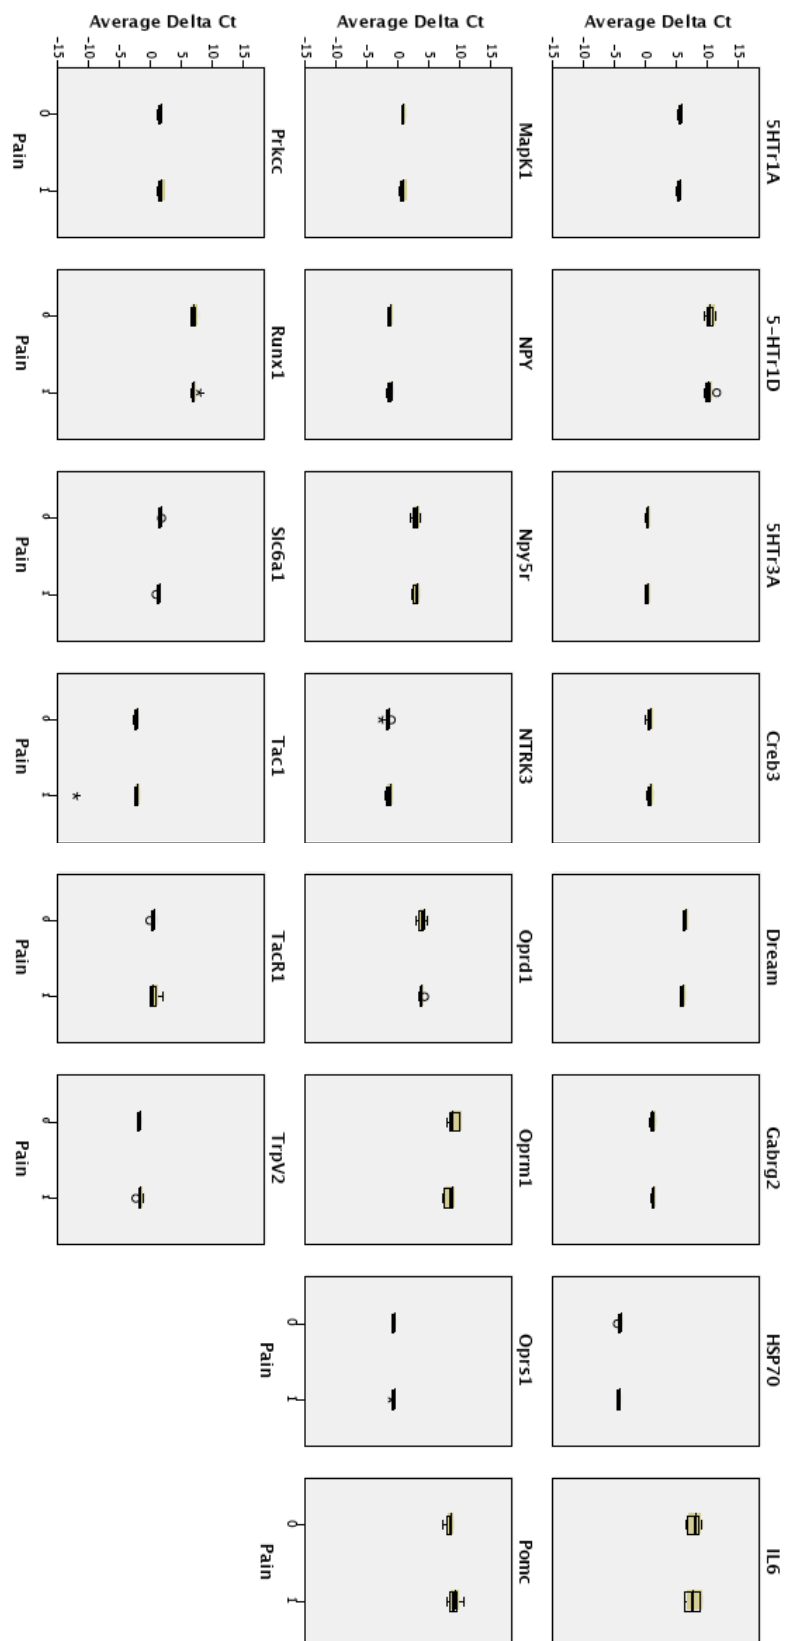 5HTr1A 5-HTr1D 5HTr3A Creb3 Dream Gabrg2 HSP70 IL6
Average Delta Ct
15
10
5
0
-5
-10
-15
MapK1 NPY Npy5r NTRK3 Oprd1 Oprm1 Oprs1 Pomc
Average Delta Ct
15
10
5
0
-5
-10
-15
0 1 0 1
Pain Pain
Prkcc Runx1 Slc6a1 Tac1 TacR1 TrpV2
Average Delta Ct
15
10
5
0
-5
-10
-15
0 1 0 1 0 1 0 1 0 1 0 1
Pain Pain Pain Pain Pain Pain